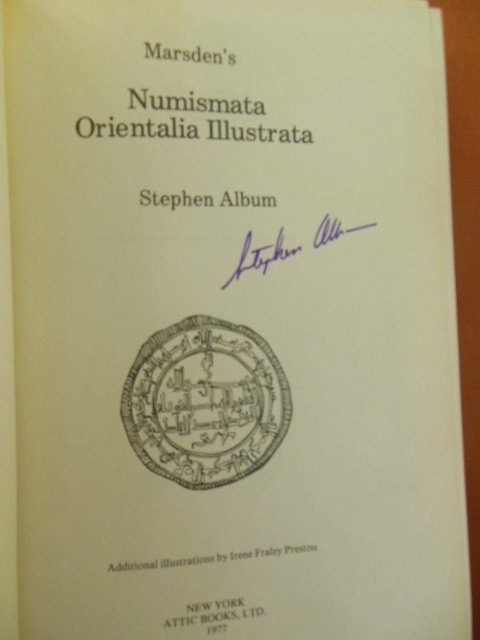 Marsden's
Numismata
Orientalia Illustrata
Stephen Album
Stephen Album
Additional illustrations by Irene Fraley Preston
NEW YORK
ATTIC BOOKS, LTD.
1977